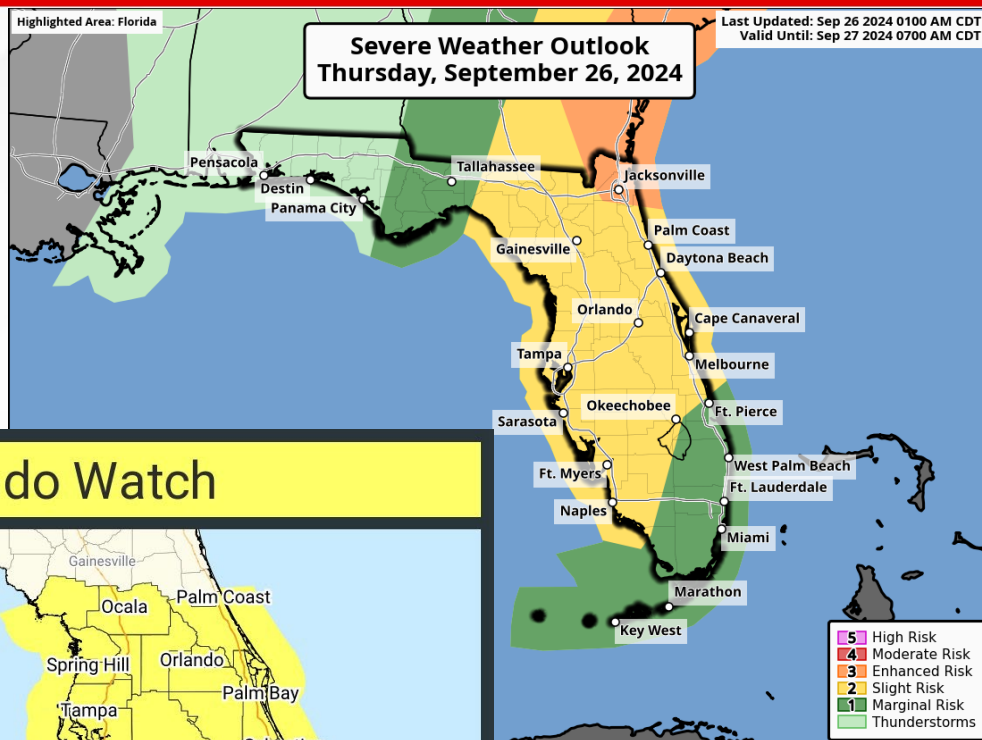 Highlighted Area: Florida
Severe Weather Outlook
Thursday, September 26, 2024
Last Updated: Sep 26 2024 0100 AM CDT
Valid Until: Sep 27 2024 0700 AM CDT
Pensacola
Destin
Panama City
Tallahassee
Jacksonville
Palm Coast
Gainesville
Daytona Beach
Orlando
Cape Canaveral
Tampa
Melbourne
Okeechobee
Ft. Pierce
Sarasota
West Palm Beach
Ft. Myers
Ft. Lauderdale
Naples
Miami
Marathon
Key West
5 High Risk
4 Moderate Risk
3 Enhanced Risk
2 Slight Risk
1 Marginal Risk
Thunderstorms
do Watch
Gainesville
Ocala
Palm Coast
Spring Hill
Orlando
Palm Bay
Tampa